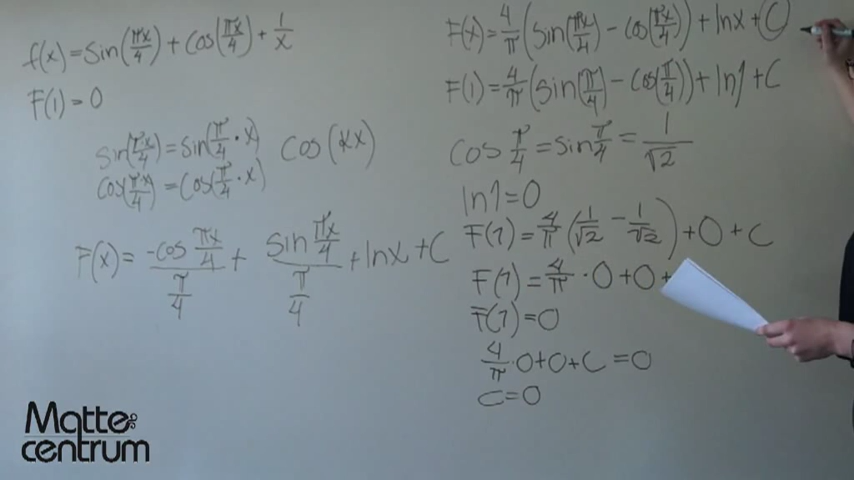 f(x)=sin(πx/4)+cos(πx/4)+1/x
F(1)=0
sin(πx/4)=sin(π/4·x)
cos(πx/4)=cos(π/4·x)
cos(kx)
F(x)=-cos πx/4 / π/4 + sin πx/4 / π/4 +lnx+C
F(x)=4/π(sin(πx/4)-cos(πx/4))+lnx+C
F(1)=4/π(sin(π/4)-cos(π/4))+ln1+C
cos π/4=sin π/4=1/√2
ln1=0
F(1)=4/π(1/√2-1/√2)+0+C
F(1)=4/π·0+0+
F(1)=0
4/π·0+0+C=0
C=0
Matte
centrum